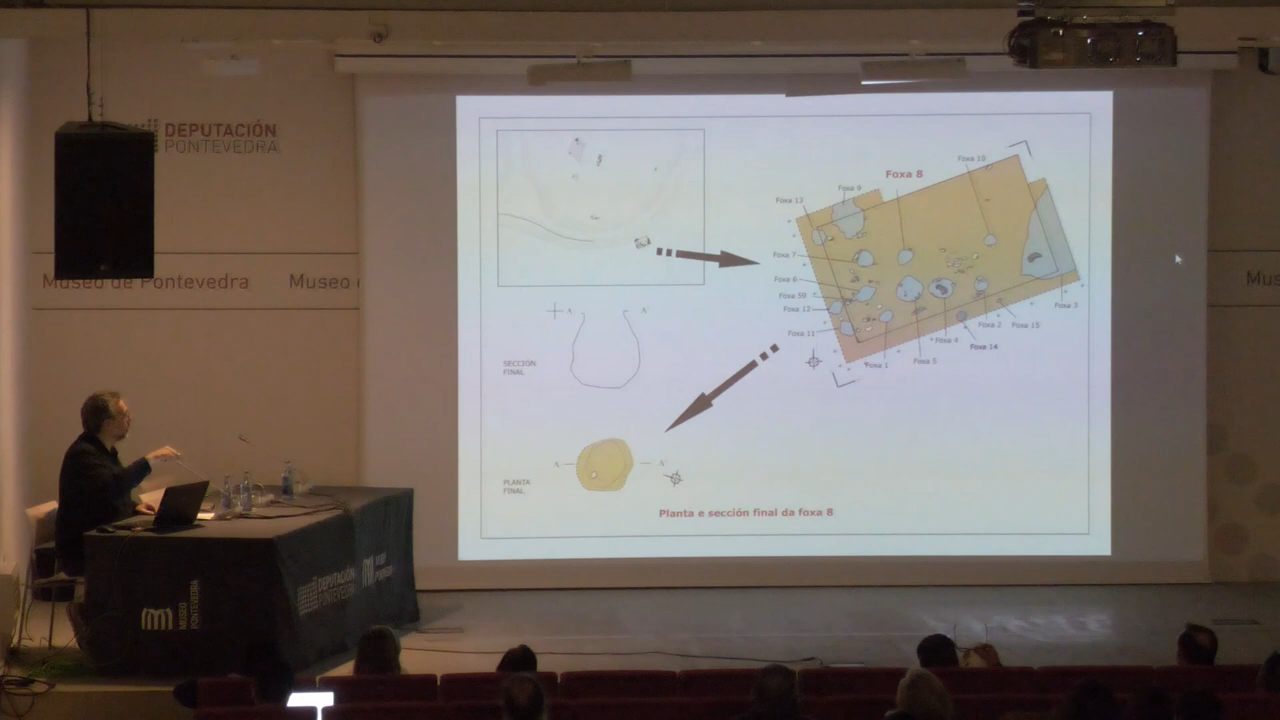 DEPUTACIÓN
PONTEVEDRA
Museo de Pontevedra
Museo
Mus
Foxa 8
Foxa 10
Foxa 9
Foxa 13
Foxa 7
Foxa 6
Foxa 59
Foxa 12
Foxa 11
Foxa 1
Foxa 5
Foxa 4
Foxa 14
Foxa 2
Foxa 15
Foxa 3
A
A'
SECCIÓN
FINAL
A
A'
PLANTA
FINAL
Planta e sección final da foxa 8
MUSEO
PONTEVEDRA
DEPUTACIÓN
PONTEVEDRA